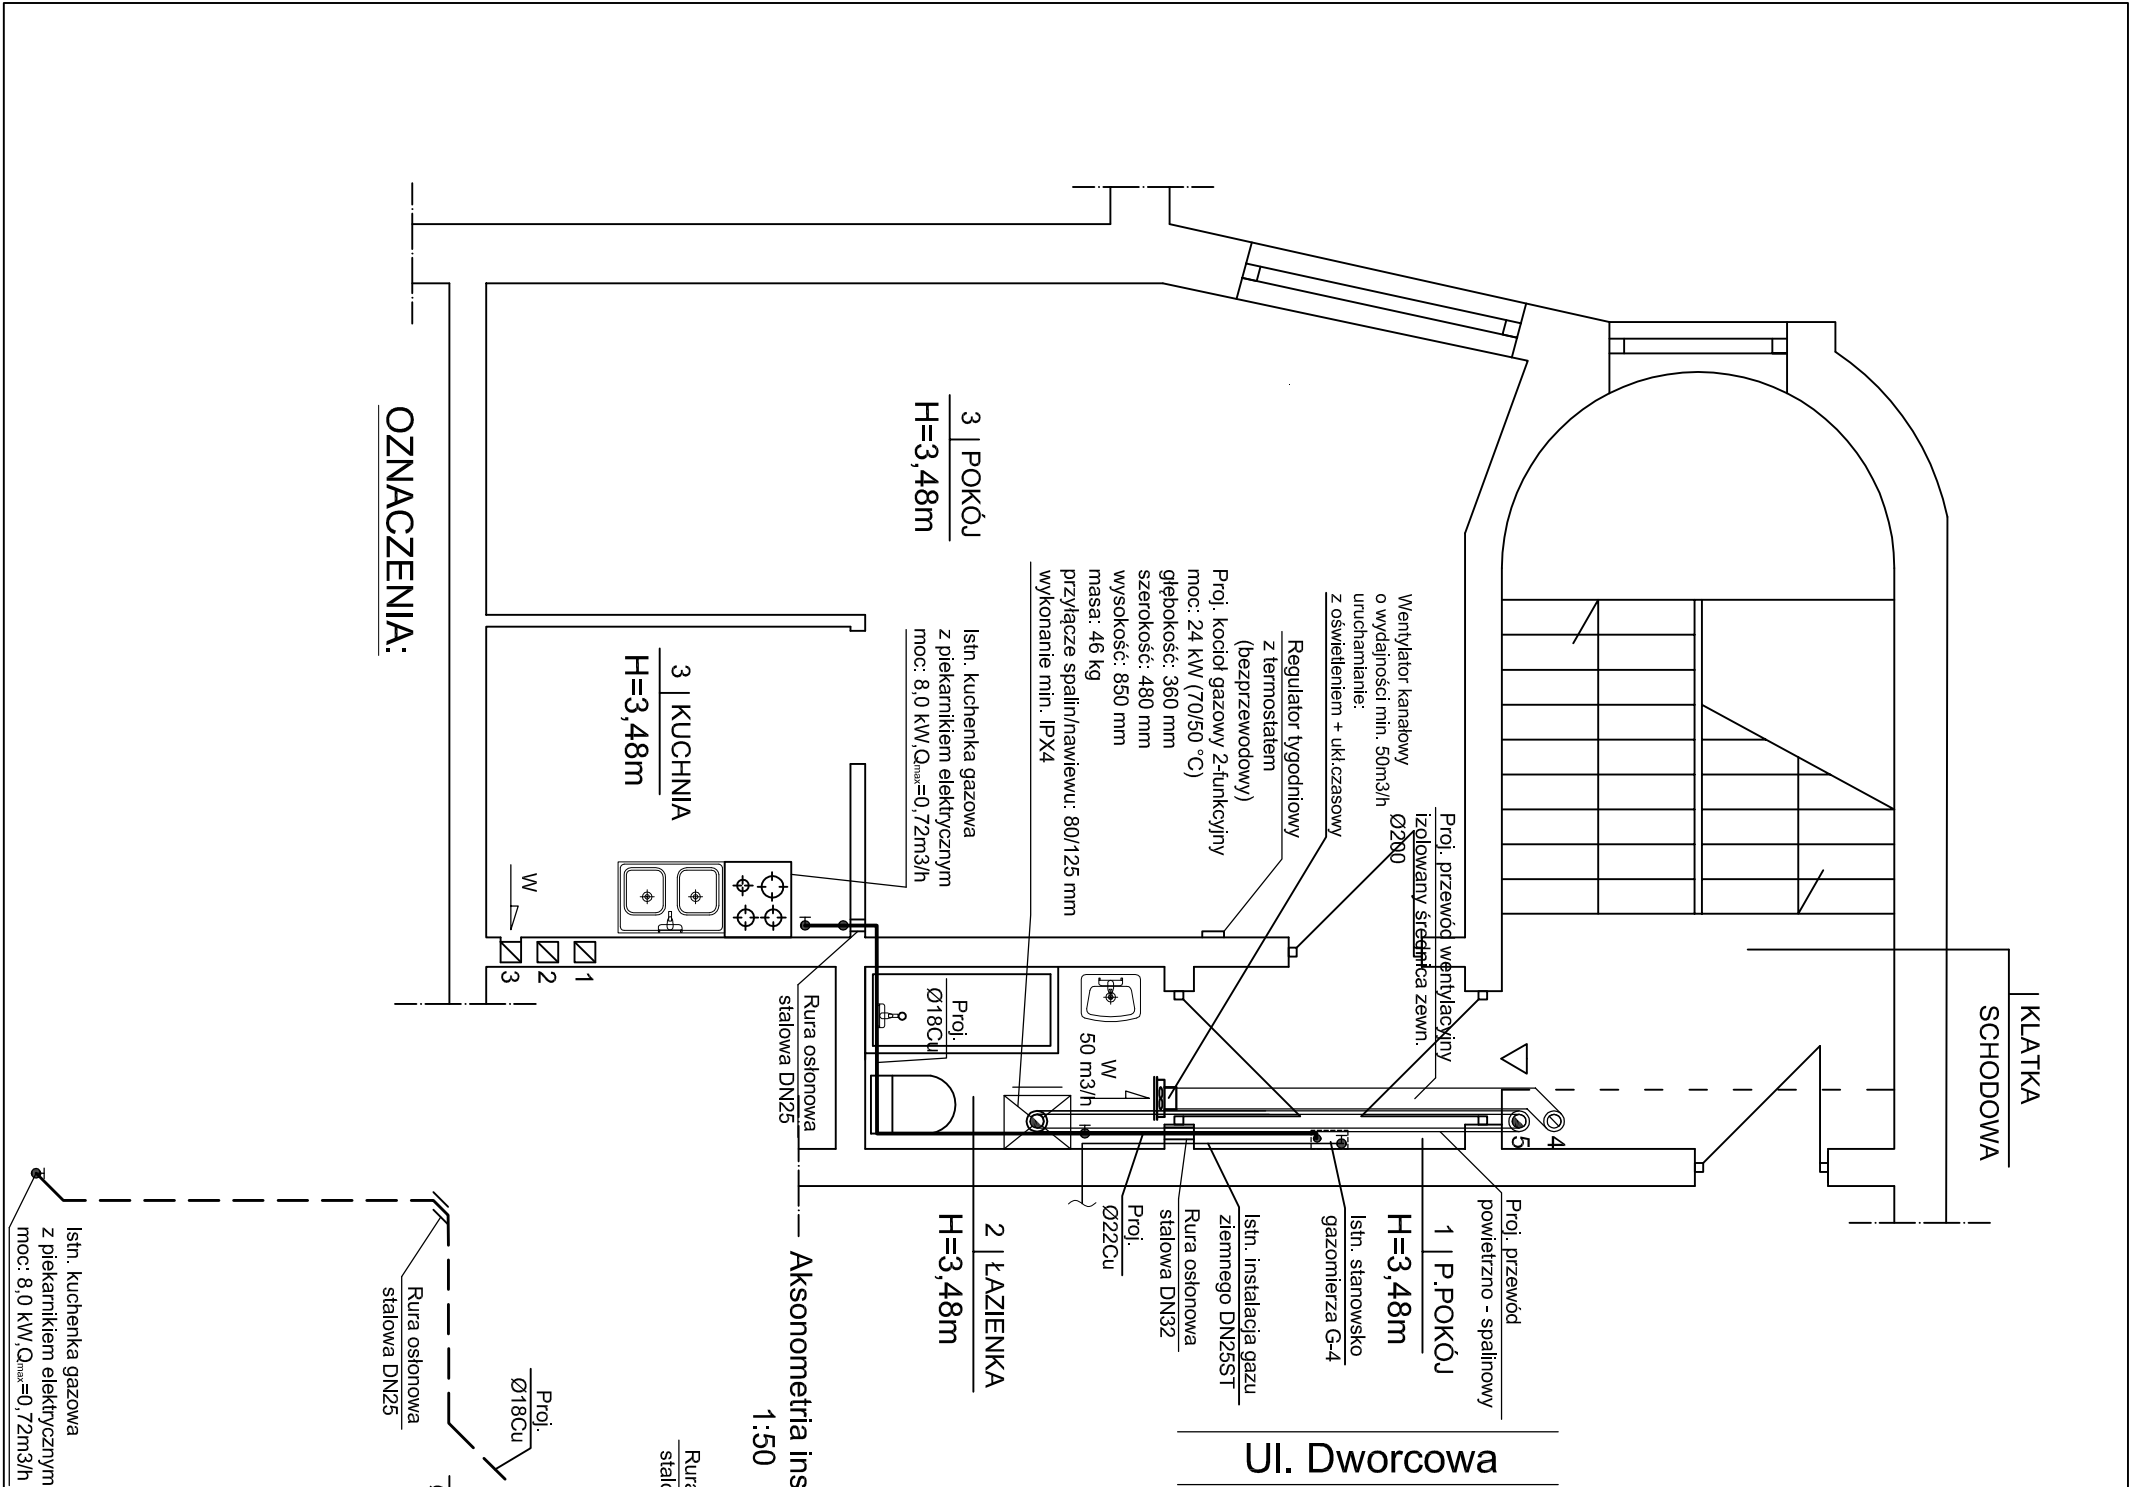 KLATKA
SCHODOWA
Wentylator kanałowy
o wydajności min. 50m3/h
uruchamianie:
z oświetleniem + ukł.czasowy
Proj. przewód wentylacyjny
izolowany średnica zewn.
Ø200
Regulator tygodniowy
z termostatem
(bezprzewodowy)
Proj. kocioł gazowy 2-funkcyjny
moc: 24 kW (70/50 °C)
głębokość: 360 mm
szerokość: 480 mm
wysokość: 850 mm
masa: 46 kg
przyłącze spalin/nawiewu: 80/125 mm
wykonanie min. IPX4
3 | POKÓJ
H=3,48m
Istn. kuchenka gazowa
z piekarnikiem elektrycznym
moc: 8,0 kW,Qmax=0,72m3/h
3 | KUCHNIA
H=3,48m
W
1
2
3
OZNACZENIA:
Rura osłonowa
stalowa DN25
Proj.
Ø18Cu
W
50 m3/h
4
5
Proj. przewód
powietrzno - spalinowy
1 | P.POKÓJ
H=3,48m
Istn. stanowsko
gazomierza G-4
Istn. instalacja gazu
ziemnego DN25ST
Rura osłonowa
stalowa DN32
Proj.
Ø22Cu
2 | ŁAZIENKA
H=3,48m
Ul. Dworcowa
Aksonometria ins
1:50
Rura
stalo
Proj.
Ø18Cu
Rura osłonowa
stalowa DN25
Istn. kuchenka gazowa
z piekarnikiem elektrycznym
moc: 8,0 kW,Qmax=0,72m3/h